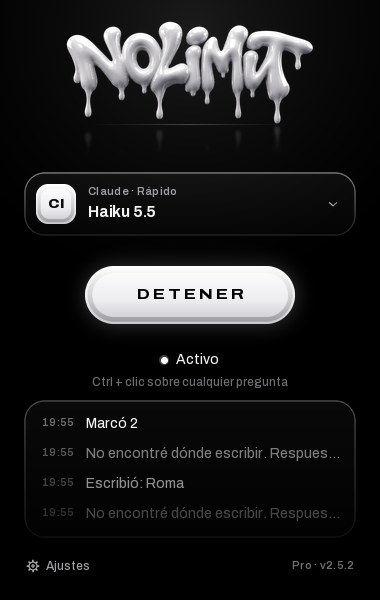 NOLIMIT
CI
Claude · Rápido
Haiku 5.5
DETENER
Activo
Ctrl + clic sobre cualquier pregunta
19:55 Marcó 2
19:55 No encontré dónde escribir. Respues...
19:55 Escribió: Roma
19:55 No encontré dónde escribir. Respues...
Ajustes
Pro · v2.5.2